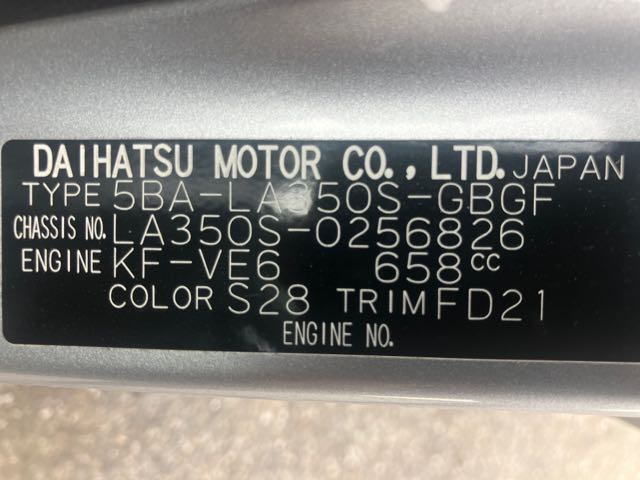 DAIHATSU MOTOR CO., LTD. JAPAN
TYPE 5BA-LA350S-GBGF
CHASSIS NO. LA350S-0256826
ENGINE KF-VE6 658cc
COLOR S28 TRIM FD21
ENGINE NO.